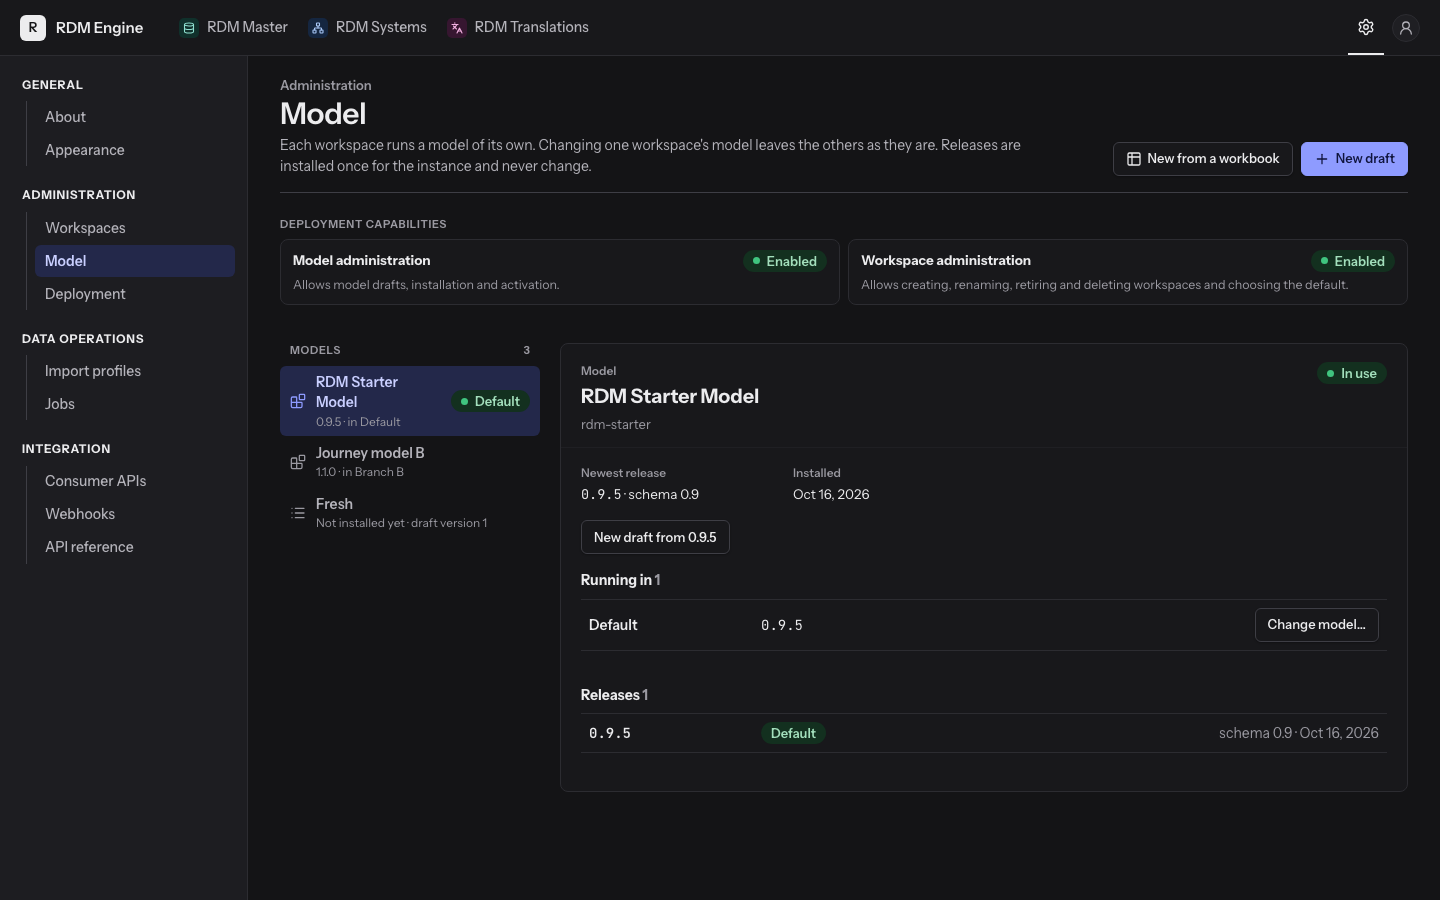 R RDM Engine RDM Master RDM Systems RDM Translations
GENERAL
About
Appearance
ADMINISTRATION
Workspaces
Model
Deployment
DATA OPERATIONS
Import profiles
Jobs
INTEGRATION
Consumer APIs
Webhooks
API reference
Administration
Model
Each workspace runs a model of its own. Changing one workspace's model leaves the others as they are. Releases are
installed once for the instance and never change.
New from a workbook
New draft
DEPLOYMENT CAPABILITIES
Model administration
Enabled
Allows model drafts, installation and activation.
Workspace administration
Enabled
Allows creating, renaming, retiring and deleting workspaces and choosing the default.
MODELS 3
RDM Starter
Model
Default
0.9.5 · in Default
Journey model B
1.1.0 · in Branch B
Fresh
Not installed yet · draft version 1
Model
In use
RDM Starter Model
rdm-starter
Newest release Installed
0.9.5 · schema 0.9 Oct 16, 2026
New draft from 0.9.5
Running in 1
Default 0.9.5 Change model...
Releases 1
0.9.5 Default schema 0.9 · Oct 16, 2026